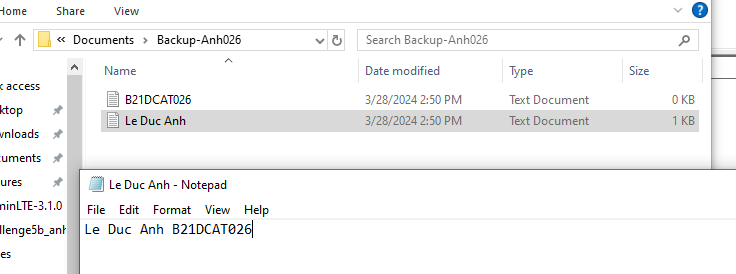 Home Share View
« Documents › Backup-Anh026
Search Backup-Anh026
Name Date modified Type Size
k access
ktop
wnloads
cuments
ures
minLTE-3.1.0
llenge5b_anh
es
B21DCAT026 3/28/2024 2:50 PM Text Document 0 KB
Le Duc Anh 3/28/2024 2:50 PM Text Document 1 KB
Le Duc Anh - Notepad
File Edit Format View Help
Le Duc Anh B21DCAT026